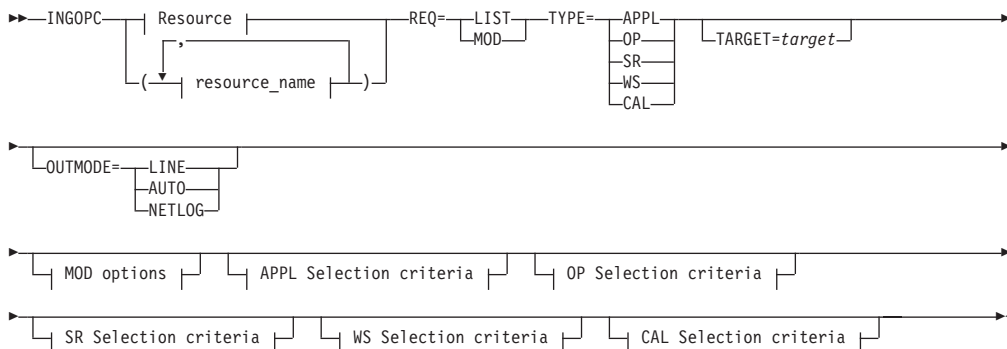 INGOPC Resource REQ= LIST TYPE= APPL
, MOD OP TARGET=target
( resource_name ) SR
WS
CAL
OUTMODE= LINE
AUTO
NETLOG
MOD options APPL Selection criteria OP Selection criteria
SR Selection criteria WS Selection criteria CAL Selection criteria